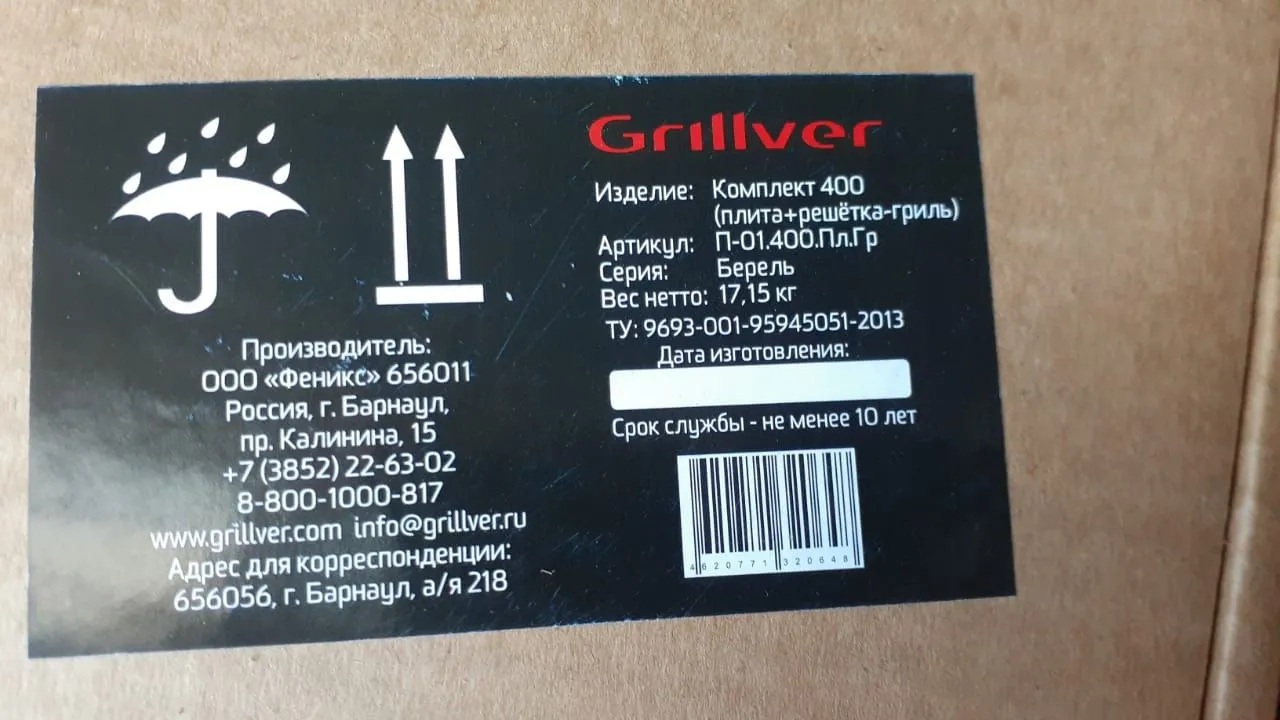 Grillver
Изделие: Комплект 400
(плита+решётка-гриль)
Артикул: П-01.400.Пл.Гр
Серия: Берель
Вес нетто: 17,15 кг
ТУ: 9693-001-95945051-2013
Дата изготовления:
Срок службы - не менее 10 лет
4620771320648
Производитель:
ООО «Феникс» 656011
Россия, г. Барнаул,
пр. Калинина, 15
+7 (3852) 22-63-02
8-800-1000-817
www.grillver.com info@grillver.ru
Адрес для корреспонденции:
656056, г. Барнаул, а/я 218